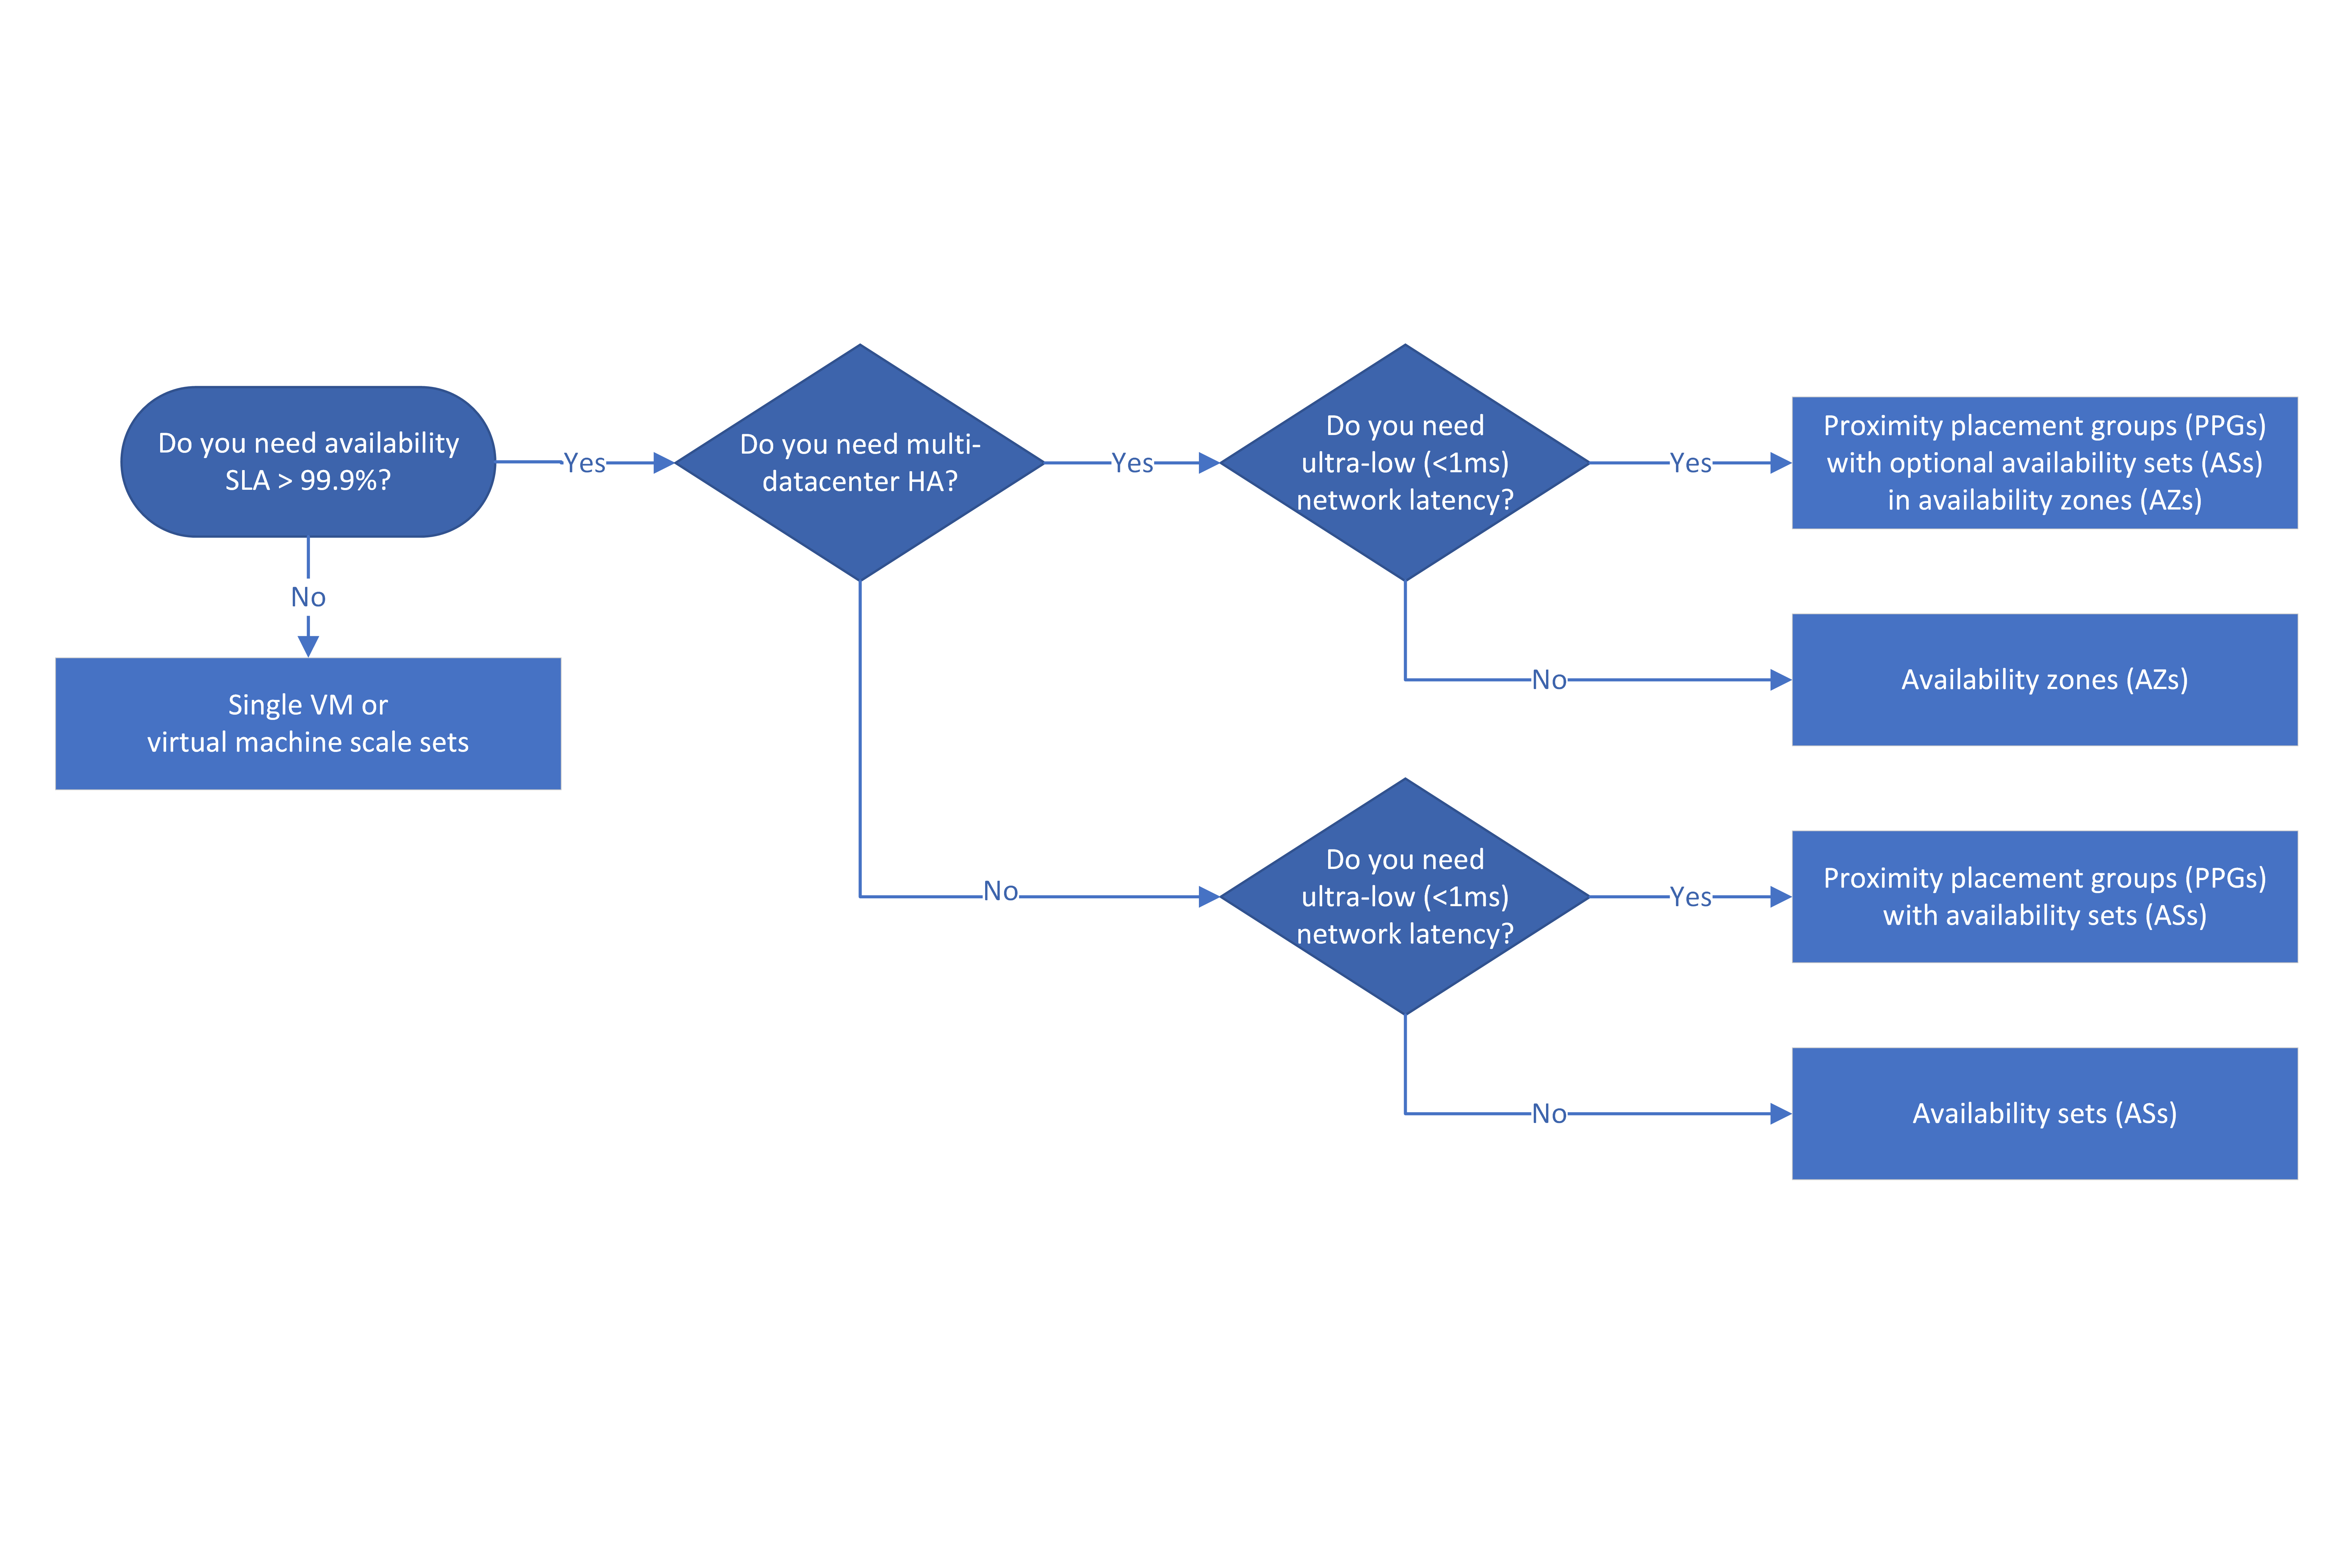 Do you need availability
SLA > 99.9%?
Yes
No
Single VM or
virtual machine scale sets
Do you need multi-
datacenter HA?
Yes
No
Do you need
ultra-low (<1ms)
network latency?
Yes
No
Proximity placement groups (PPGs)
with optional availability sets (ASs)
in availability zones (AZs)
Availability zones (AZs)
Do you need
ultra-low (<1ms)
network latency?
Yes
No
Proximity placement groups (PPGs)
with availability sets (ASs)
Availability sets (ASs)